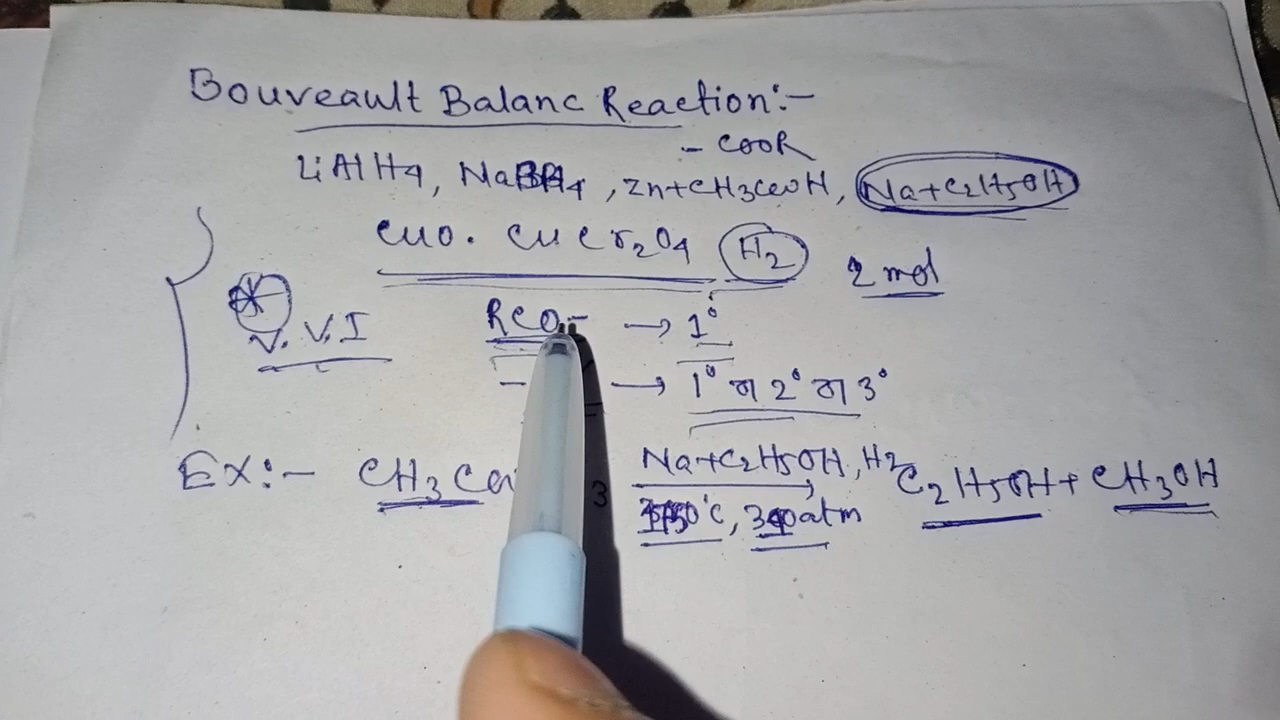 Bouveault Balanc Reaction:-
- COOR
LiAlH4, NaBH4, Zn+CH3COOH, Na+C2H5OH
CuO. CuCr2O4 H2
2 mol
V. V. I
RCO- → 1°
- → 1° বা 2° বা 3°
Ex:- CH3Co 3 Na+C2H5OH, H2 C2H5OH + CH3OH
°C, atm